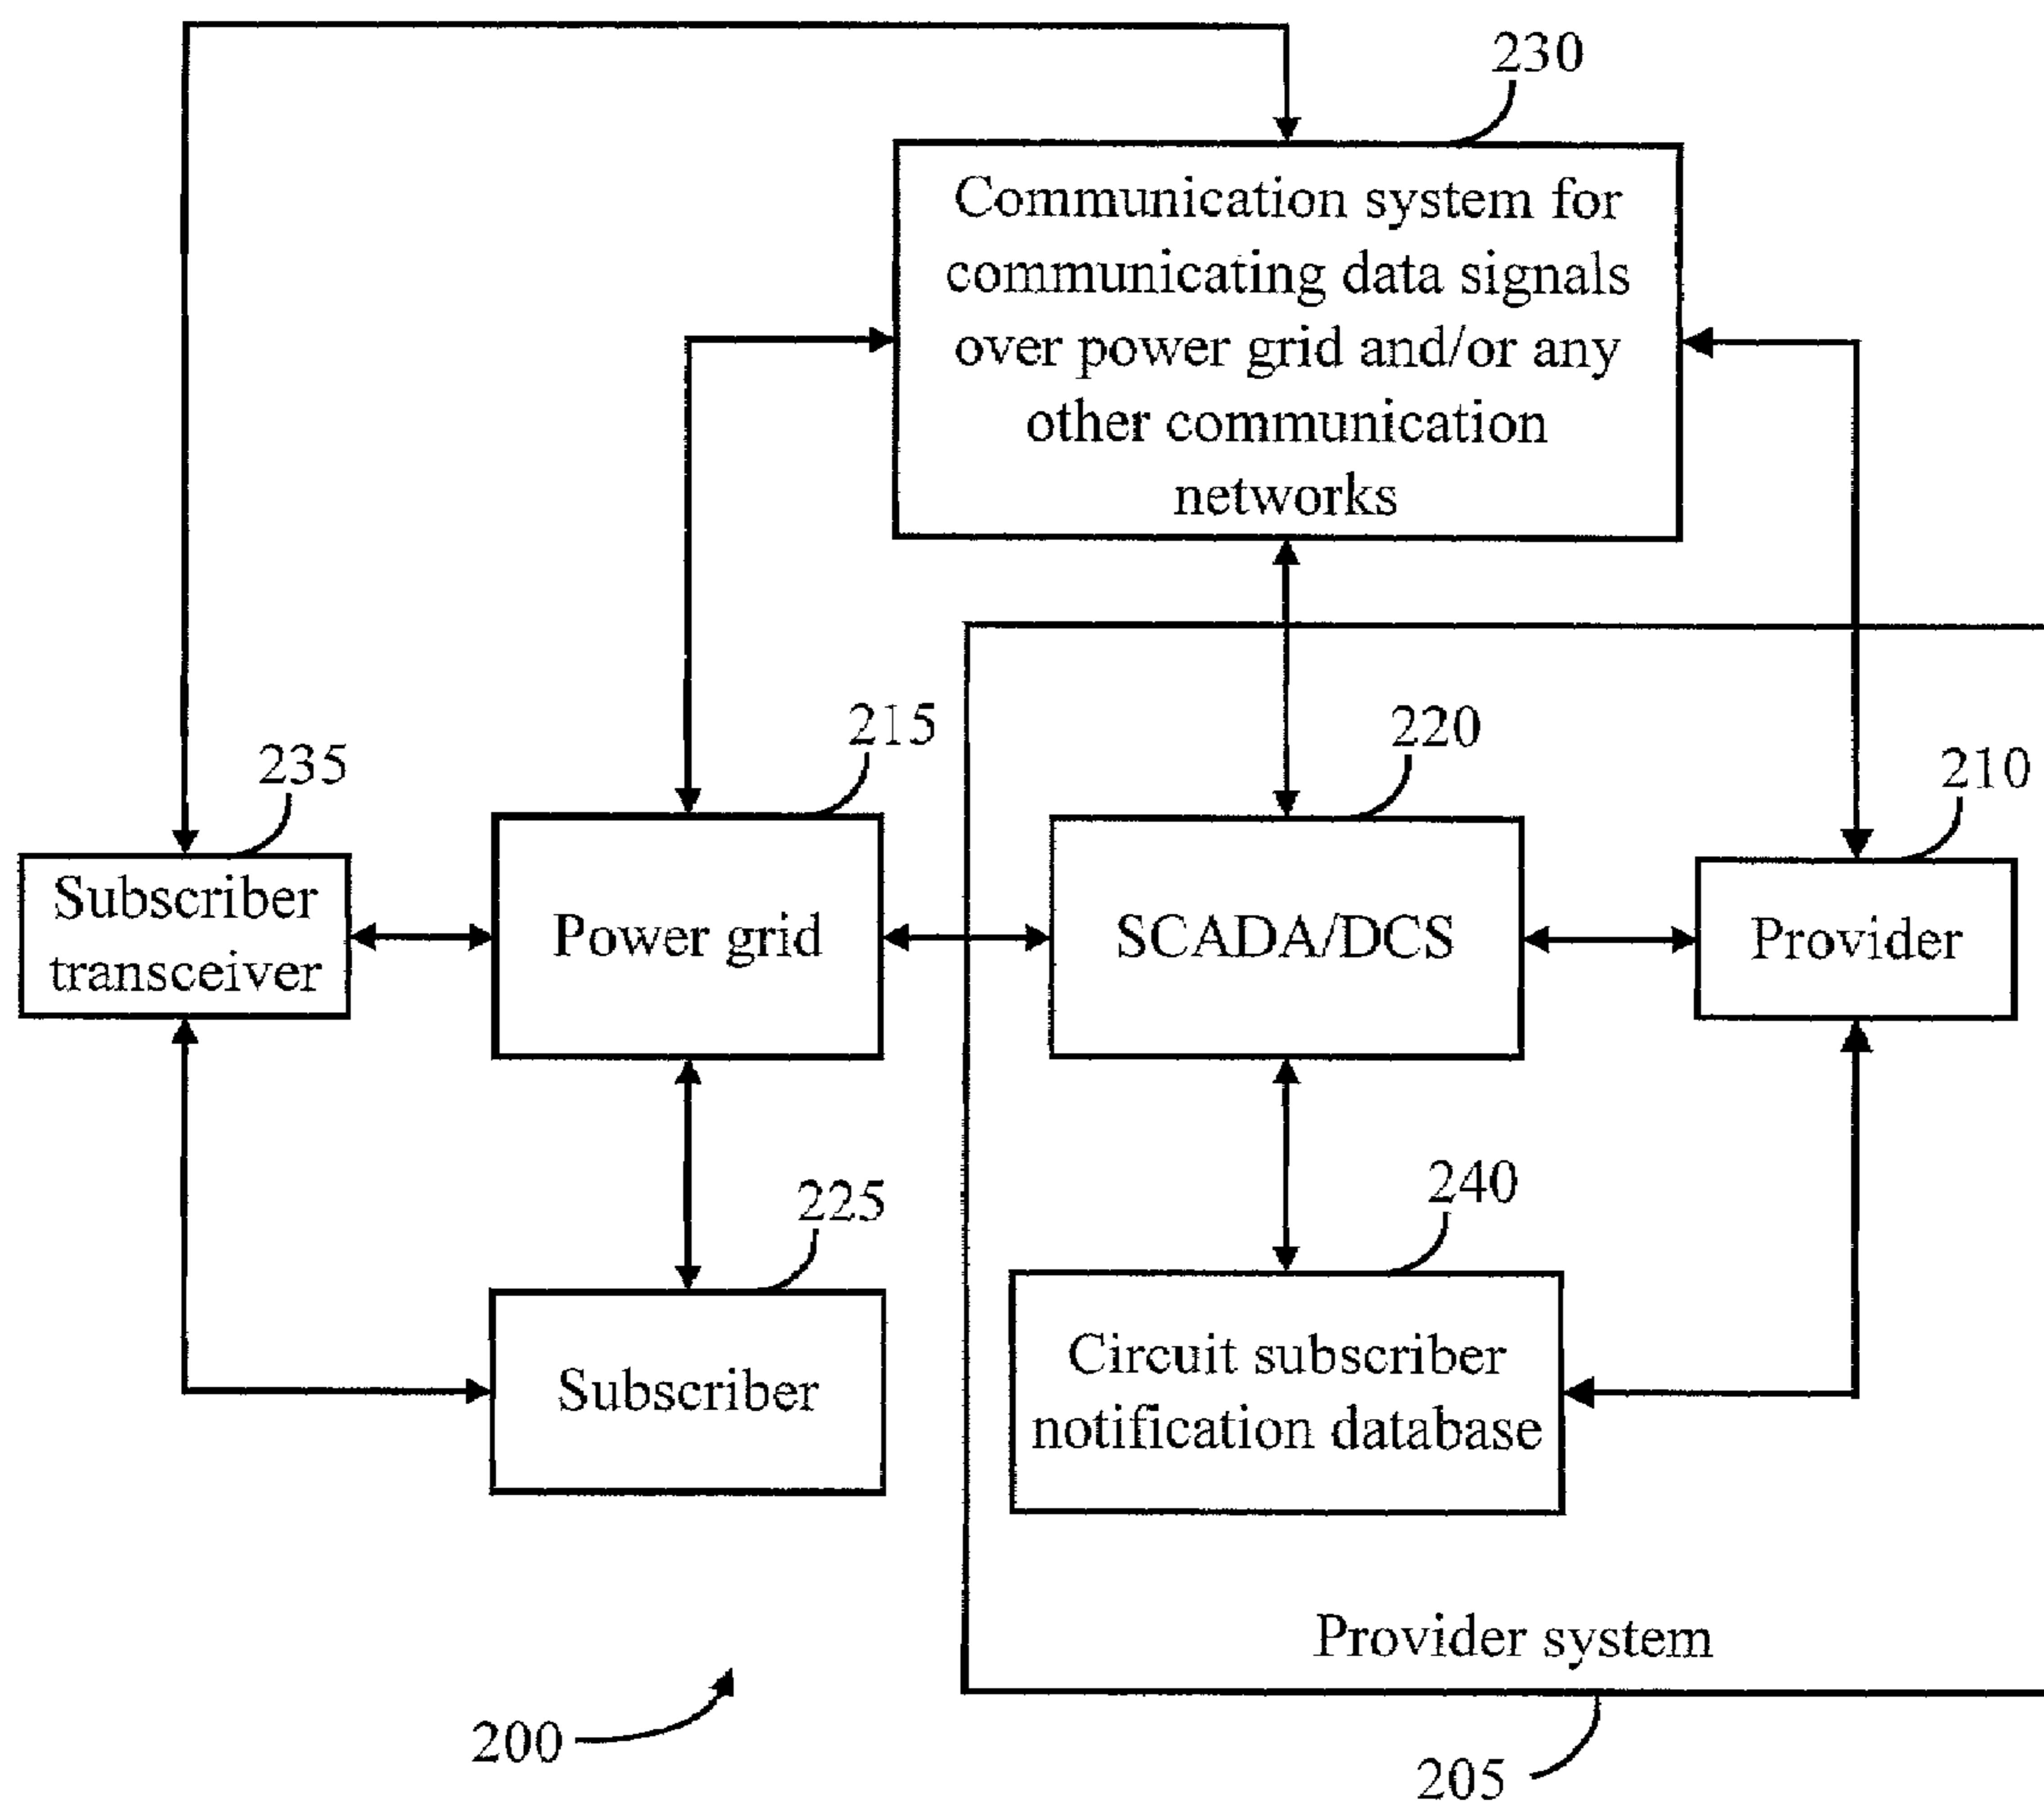 230
Communication system for
communicating data signals
over power grid and/or any
other communication
networks
215
220
235
210
Subscriber
transceiver
Power grid
SCADA/DCS
Provider
225
240
Subscriber
Circuit subscriber
notification database
Provider system
200
205